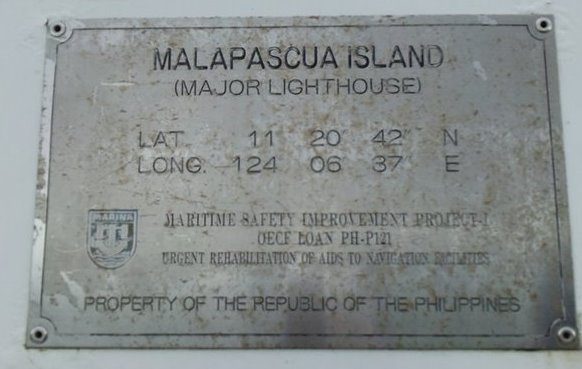 MALAPASCUA ISLAND
(MAJOR LIGHTHOUSE)
LAT. 11 20' 42" N
LONG. 124 06 37" E
MARINA
MARITIME SAFETY IMPROVEMENT PROJECT-I
OECF LOAN PH-P121
URGENT REHABILITATION OF AIDS TO NAVIGATION FACILITIES
PROPERTY OF THE REPUBLIC OF THE PHILIPPINES